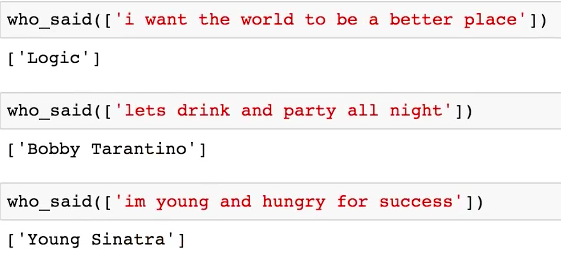 who_said(['i want the world to be a better place'])
['Logic']
who_said(['lets drink and party all night'])
['Bobby Tarantino']
who_said(['im young and hungry for success'])
['Young Sinatra']